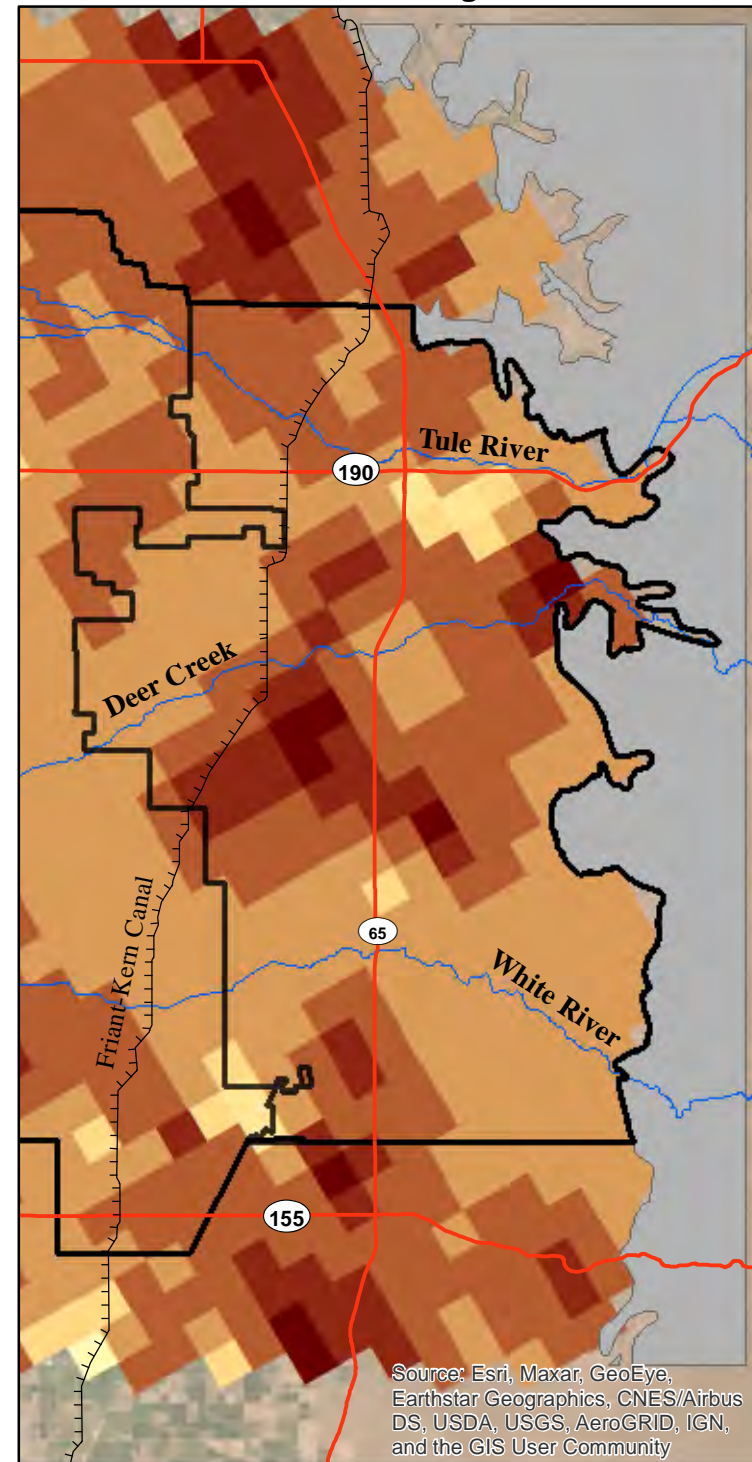 Tule River
190
Deer Creek
Friant-Kern Canal
65
White River
155
Source: Esri, Maxar, GeoEye,
Earthstar Geographics, CNES/Airbus
DS, USDA, USGS, AeroGRID, IGN,
and the GIS User Community